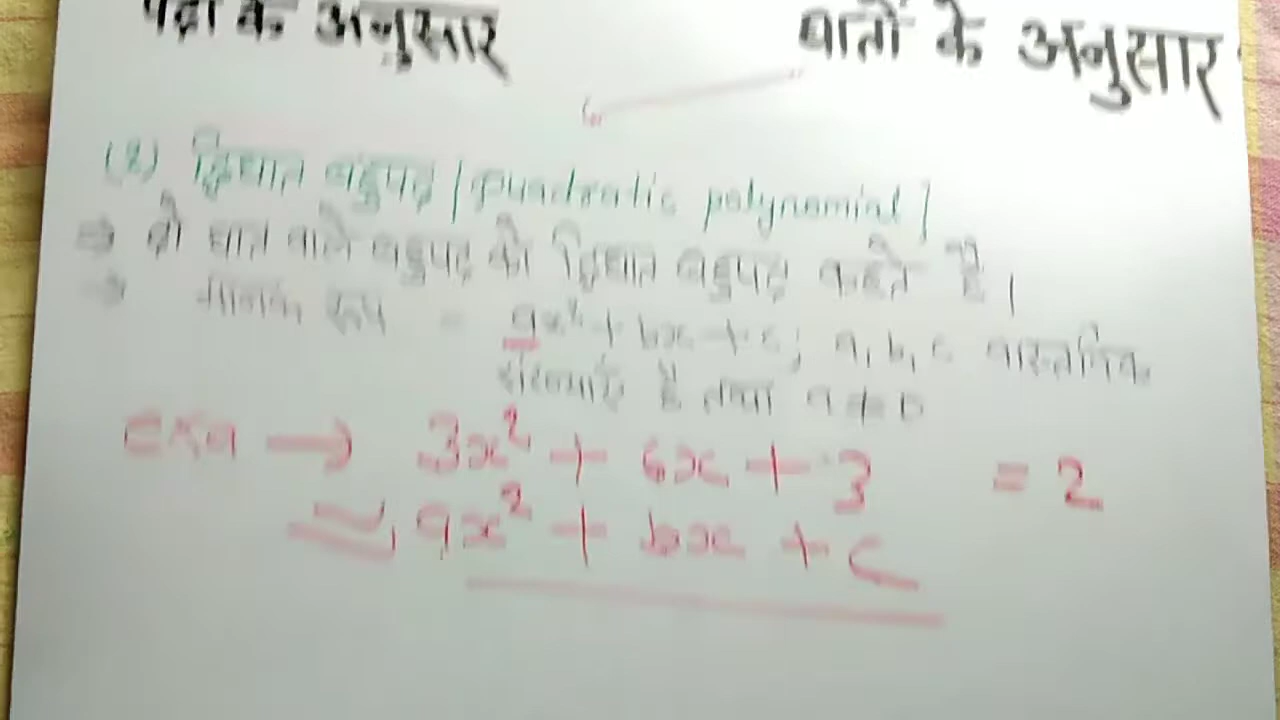 पदों के अनुसार
घातों के अनुसार
(2) द्विघात बहुपद [quadratic polynomial]
⇒ दो घात वाले बहुपद को द्विघात बहुपद कहते हैं।
⇒ मानक रूप = ax² + bx + c; a, b, c वास्तविक
संख्याएँ हैं तथा a ≠ 0
exa → 3x² + 6x + 3 = 2
ax² + bx + c